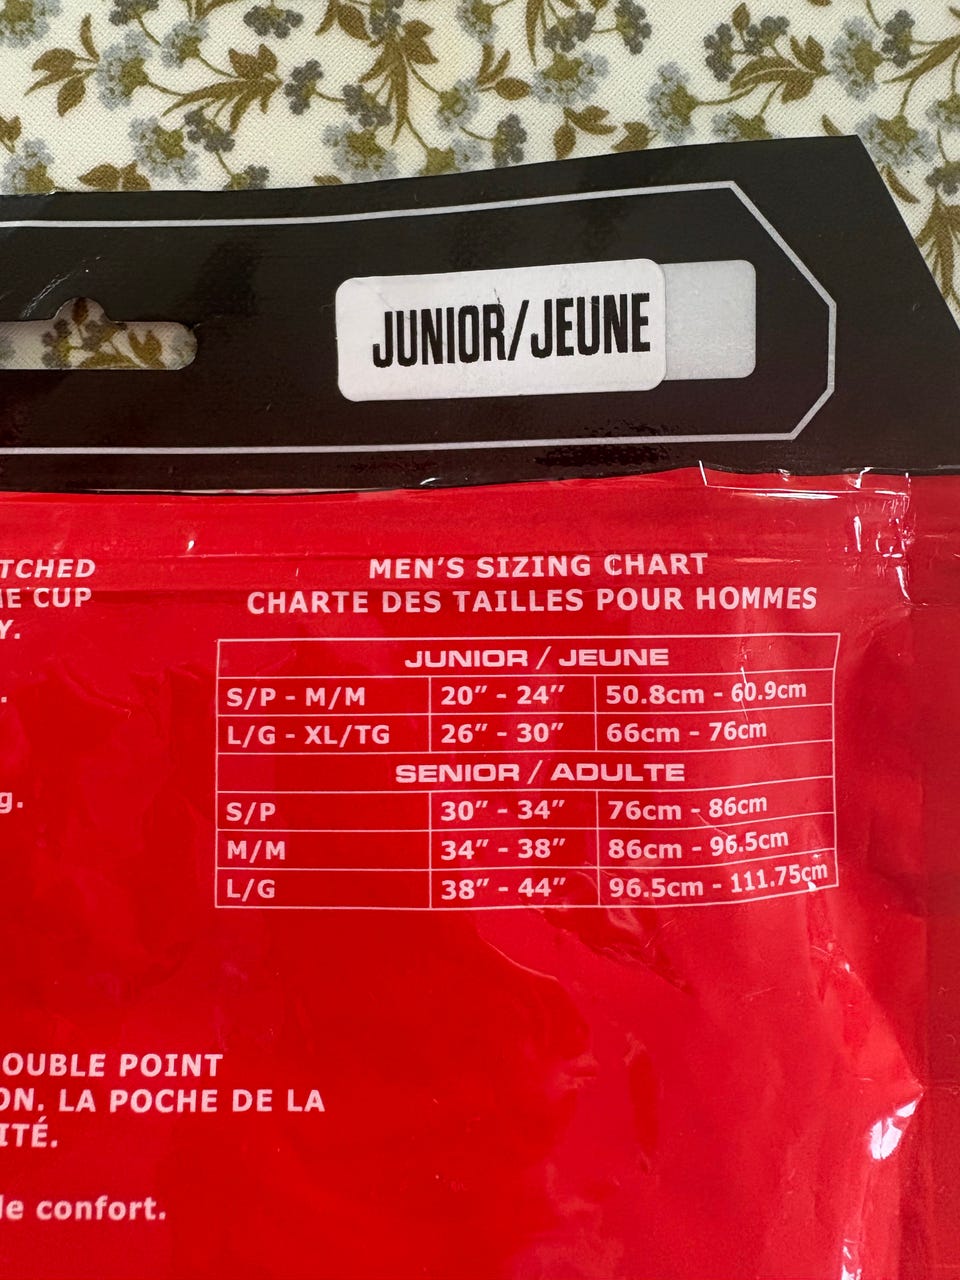 JUNIOR/JEUNE
TCHED
CUP
Y.
MEN'S SIZING CHART
CHARTE DES TAILLES POUR HOMMES
JUNIOR / JEUNE
S/P - M/M 20" - 24" 50.8cm - 60.9cm
L/G - XL/TG 26" - 30" 66cm - 76cm
SENIOR / ADULTE
S/P 30" - 34" 76cm - 86cm
M/M 34" - 38" 86cm - 96.5cm
L/G 38" - 44" 96.5cm - 111.75cm
g.
OUBLE POINT
ON. LA POCHE DE LA
ITÉ.
de confort.